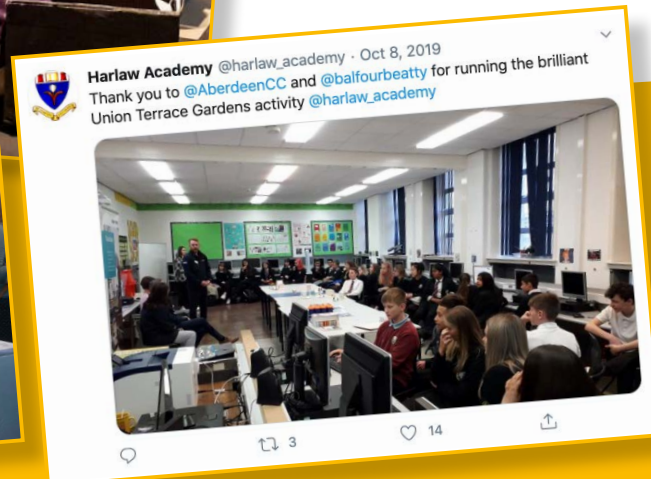 Harlaw Academy @harlaw_academy · Oct 8, 2019
Thank you to @AberdeenCC and @balfourbeatty for running the brilliant
Union Terrace Gardens activity @harlaw_academy
3
14